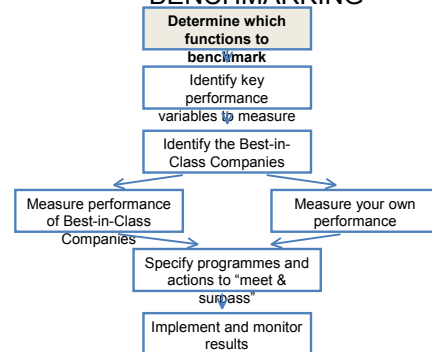 BENCHMARKING
Determine which
functions to
benchmark
Identify key
performance
variables to measure
Identify the Best-in-
Class Companies
Measure performance
of Best-in-Class
Companies
Measure your own
performance
Specify programmes and
actions to “meet &
surpass”
Implement and monitor
results